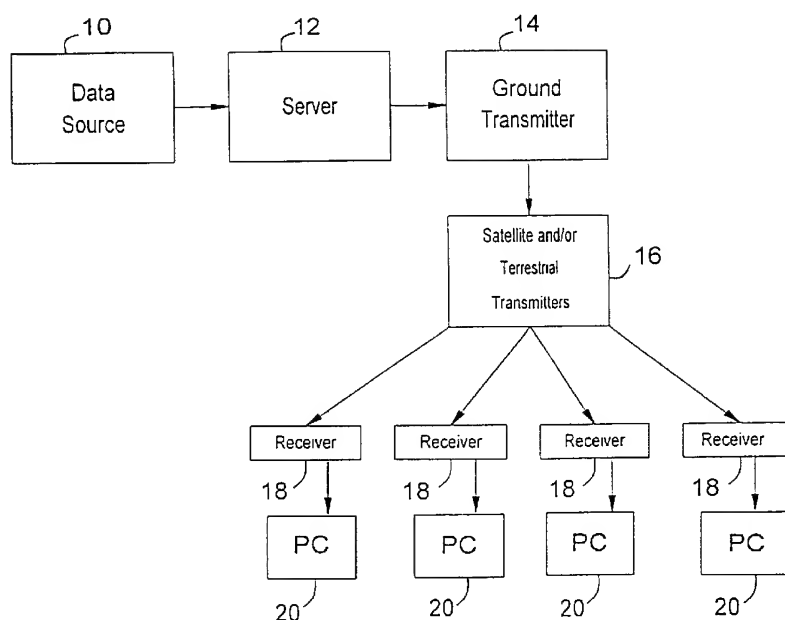 10
12
14
Data
Source
Server
Ground
Transmitter
Satellite and/or
Terrestrial
Transmitters
16
Receiver
Receiver
Receiver
Receiver
18
18
18
18
PC
PC
PC
PC
20
20
20
20